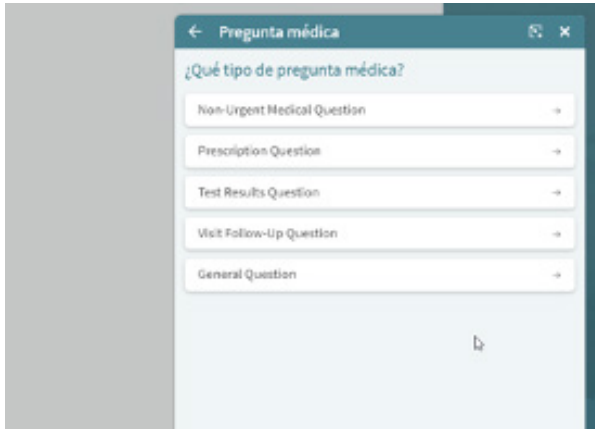 Pregunta médica
¿Qué tipo de pregunta médica?
Non-Urgent Medical Question
Prescription Question
Test Results Question
Visit Follow-Up Question
General Question